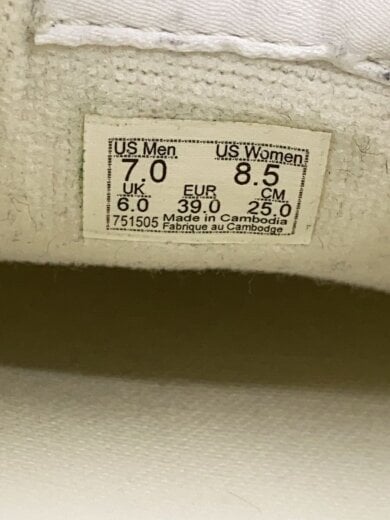 US Men US Women
7.0 8.5
UK EUR CM
6.0 39.0 25.0
751505 Made in Cambodia
Fabrique au Cambodge